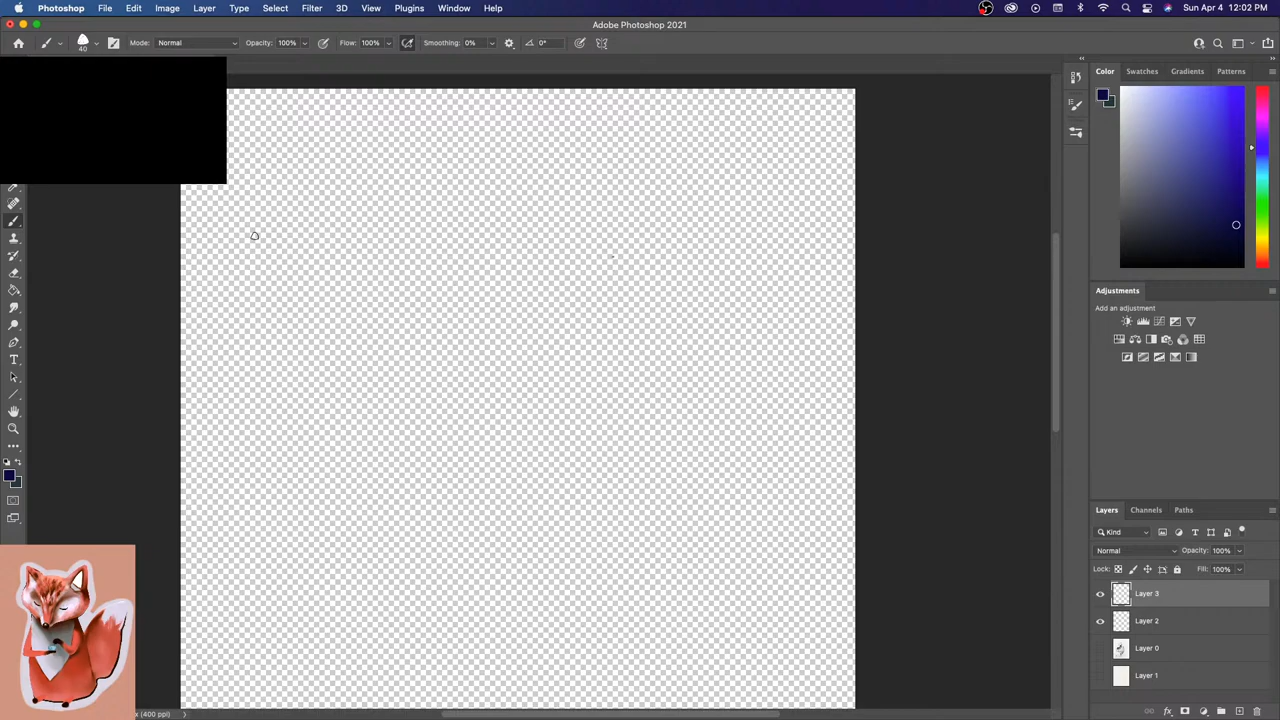 Photoshop File Edit Image Layer Type Select Filter 3D View Plugins Window Help Sun Apr 4 12:02 PM
Adobe Photoshop 2021
40 Mode: Normal Opacity: 100% Flow: 100% Smoothing: 0% 0°
Color Swatches Gradients Patterns
Adjustments
Add an adjustment
Layers Channels Paths
Kind
Normal Opacity: 100%
Lock: Fill: 100%
Layer 3
Layer 2
Layer 0
Layer 1
x (400 ppi)